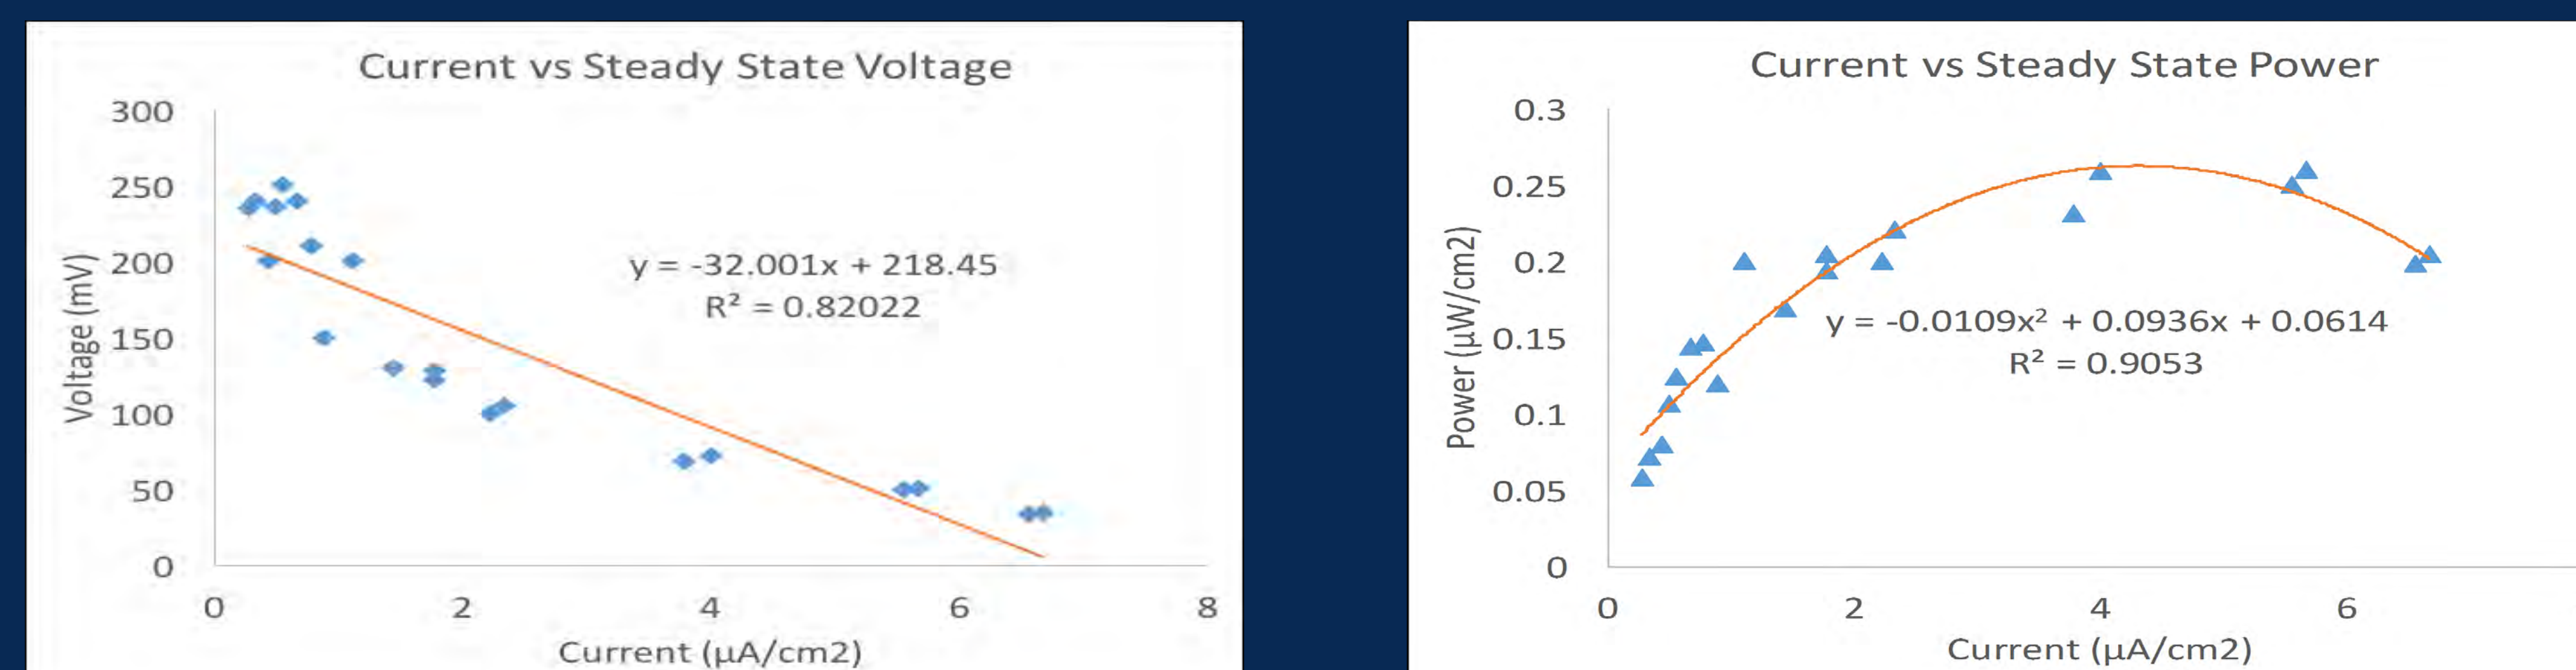 Current vs Steady State Voltage
300
250
200
150
100
50
0
Voltage (mV)
y = -32.001x + 218.45
R² = 0.82022
0 2 4 6 8
Current (μA/cm2)
Current vs Steady State Power
0.3
0.25
0.2
0.15
0.1
0.05
0
Power (μW/cm2)
y = -0.0109x² + 0.0936x + 0.0614
R² = 0.9053
0 2 4 6
Current (μA/cm2)